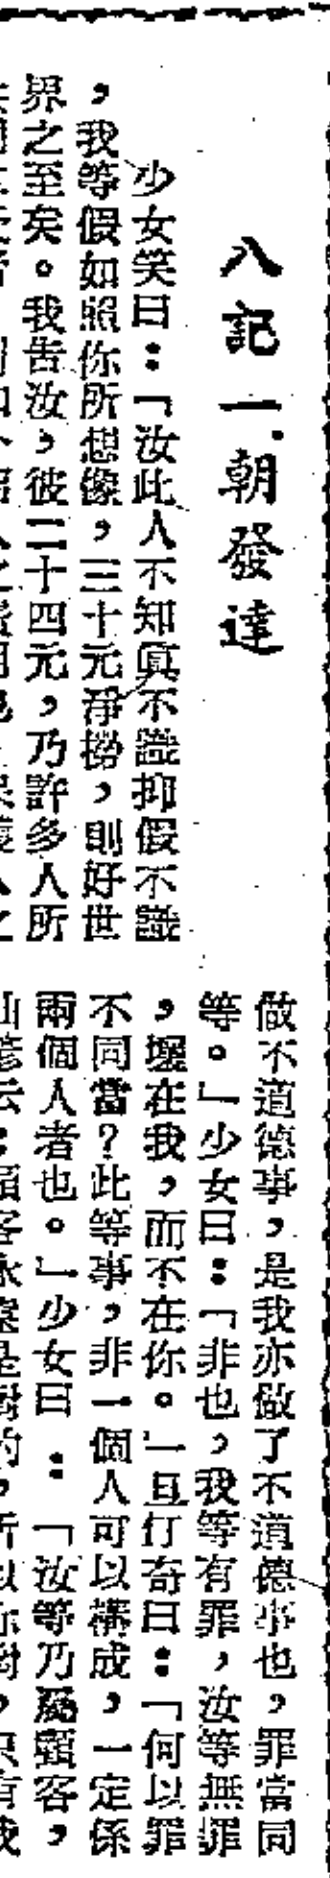 八記一朝發達
少女笑曰：「汝此人不知眞不識抑假不識
，我等假如照你所想像，三十元淨撈，則好世
界之至矣。我告汝，彼二十四元，乃許多人所
做不道德事，是我亦做了不道德事也，罪當同
等。」少女曰：「非也，我等有罪，汝等無罪
，壞在我，而不在你。」且仃奇曰：「何以罪
不同當？此等事，非一個人可以構成，一定係
兩個人者也。」少女曰：「汝等乃屬顧客，